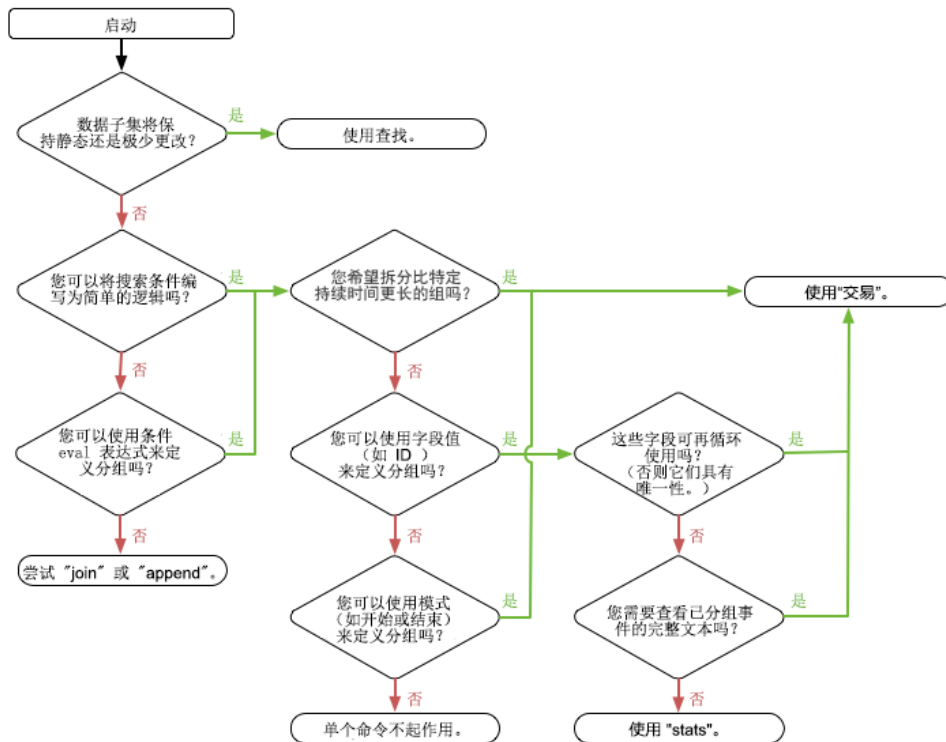 启动
数据子集将保
持静态还是极少更改？
是
使用查找。
否
您可以将搜索条件编
写为简单的逻辑吗？
是
您希望拆分比特定
持续时间更长的组吗？
是
使用“交易”。
否
否
您可以使用条件
eval 表达式来定
义分组吗？
是
您可以使用字段值
（如 ID ）
来定义分组吗？
是
这些字段可再循环
使用吗？
（否则它们具有
唯一性。）
是
否
否
否
尝试 "join" 或 "append"。
您可以使用模式
（如开始或结束）
来定义分组吗？
是
您需要查看已分组事
件的完整文本吗？
是
否
否
单个命令不起作用。
使用 "stats"。